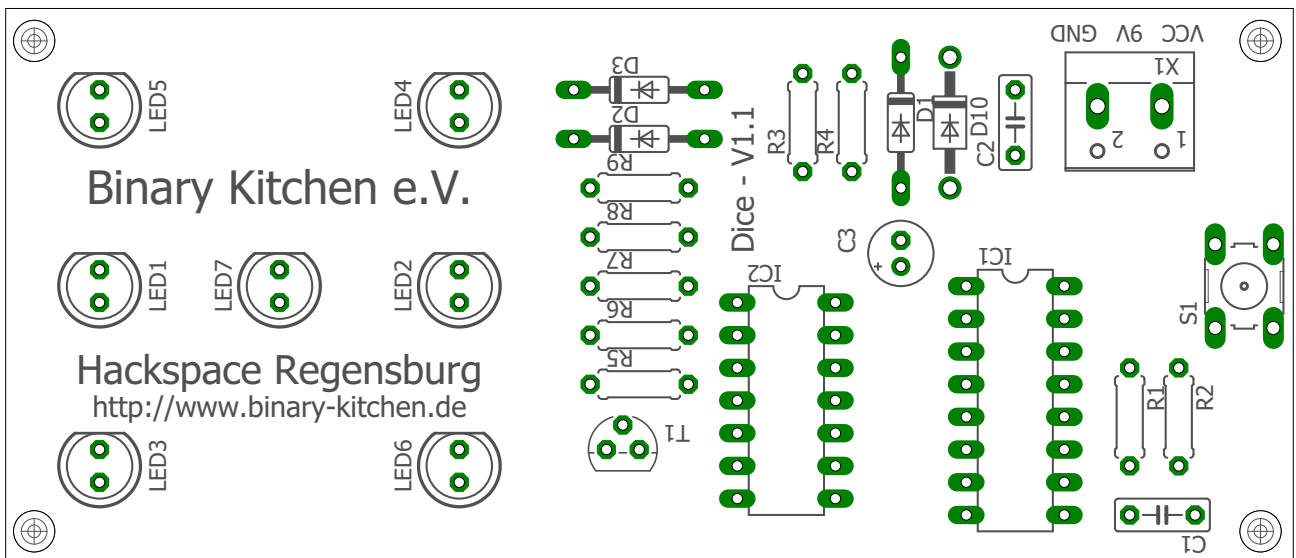 GND 9V VCC
X1
2 1
LED5
LED4
D3
D2
R9
R8
R7
R6
R5
Dice - V1.1
R3
R4
D1
D10
C2
Binary Kitchen e.V.
C3
+
LED1
LED7
LED2
IC2
IC1
S1
Hackspace Regensburg
http://www.binary-kitchen.de
R1
R2
T1
LED3
LED6
C1